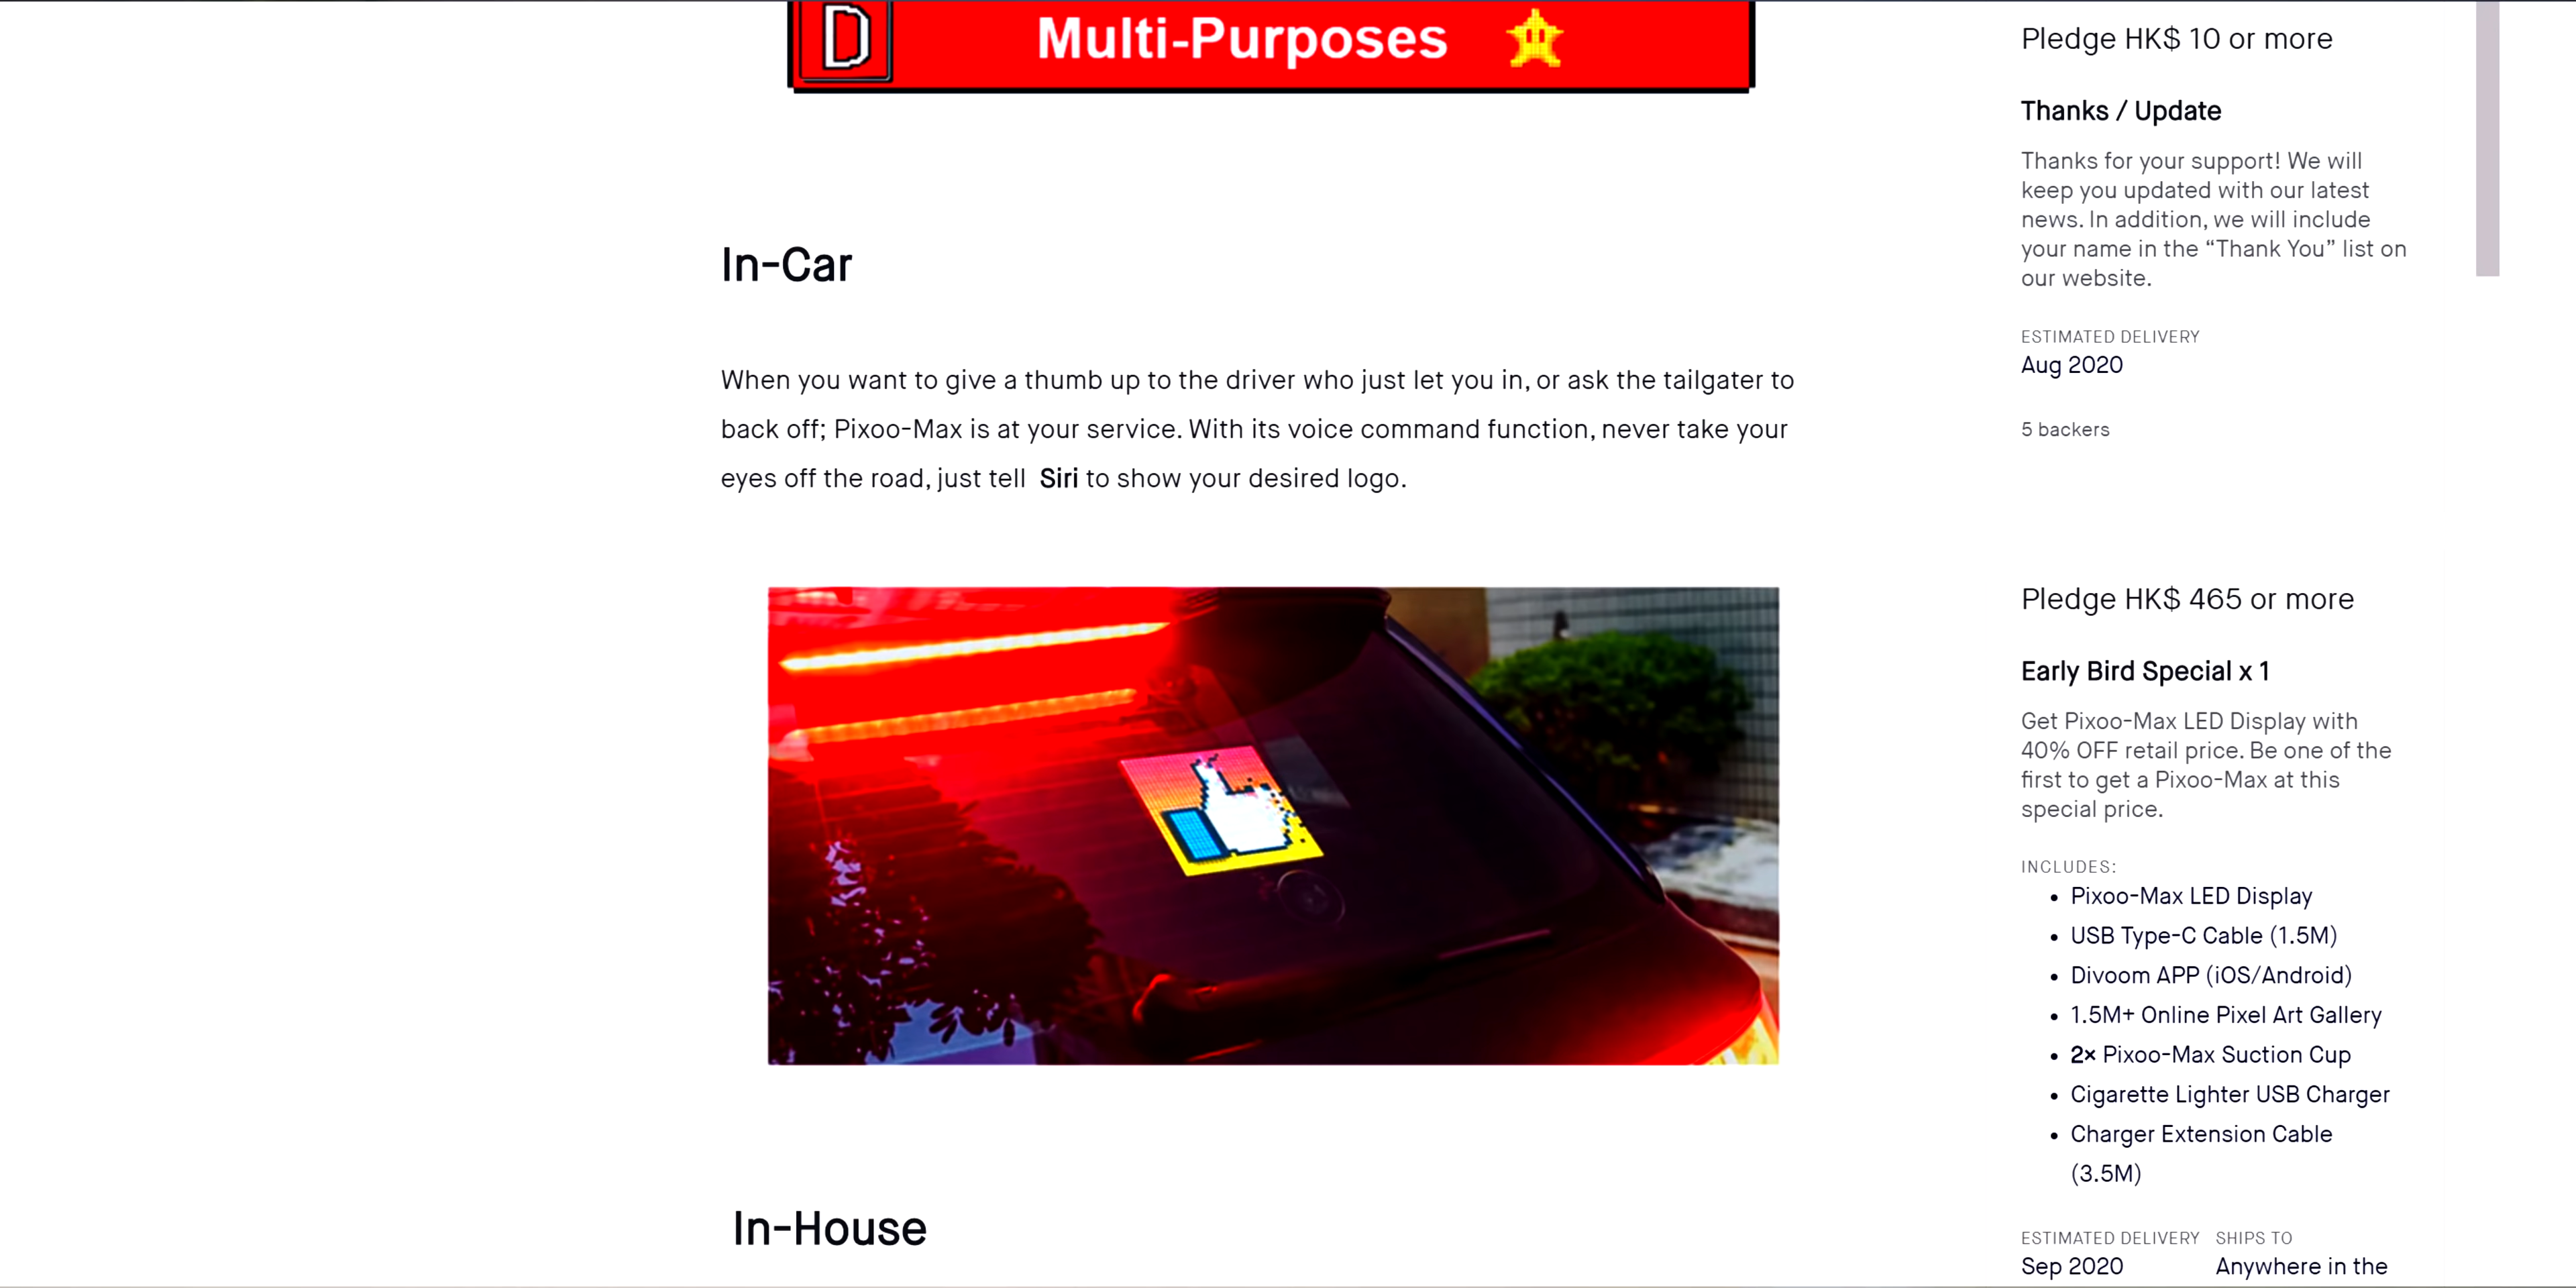 D Multi-Purposes
In-Car
When you want to give a thumb up to the driver who just let you in, or ask the tailgater to
back off; Pixoo-Max is at your service. With its voice command function, never take your
eyes off the road, just tell Siri to show your desired logo.
In-House
Pledge HK$ 10 or more
Thanks / Update
Thanks for your support! We will
keep you updated with our latest
news. In addition, we will include
your name in the “Thank You” list on
our website.
ESTIMATED DELIVERY
Aug 2020
5 backers
Pledge HK$ 465 or more
Early Bird Special x 1
Get Pixoo-Max LED Display with
40% OFF retail price. Be one of the
first to get a Pixoo-Max at this
special price.
INCLUDES:
• Pixoo-Max LED Display
• USB Type-C Cable (1.5M)
• Divoom APP (iOS/Android)
• 1.5M+ Online Pixel Art Gallery
• 2× Pixoo-Max Suction Cup
• Cigarette Lighter USB Charger
• Charger Extension Cable
(3.5M)
ESTIMATED DELIVERY SHIPS TO
Sep 2020 Anywhere in the